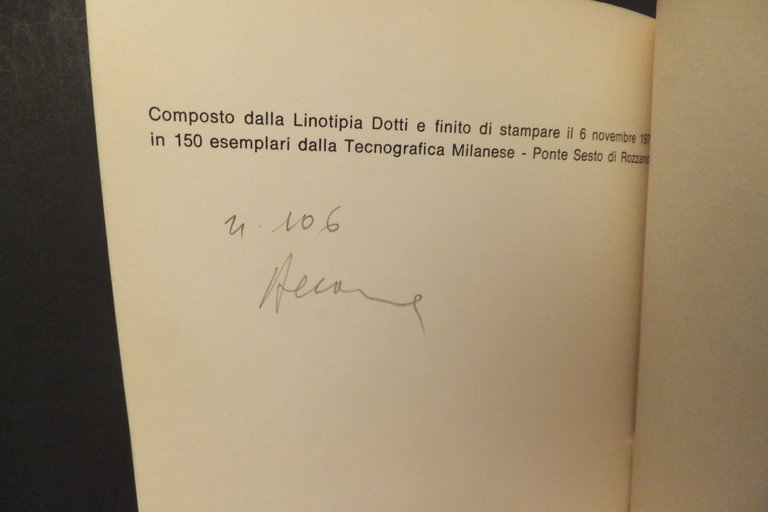 Composto dalla Linotipia Dotti e finito di stampare il 6 novembre 197
in 150 esemplari dalla Tecnografica Milanese - Ponte Sesto di Rozzano
n. 106